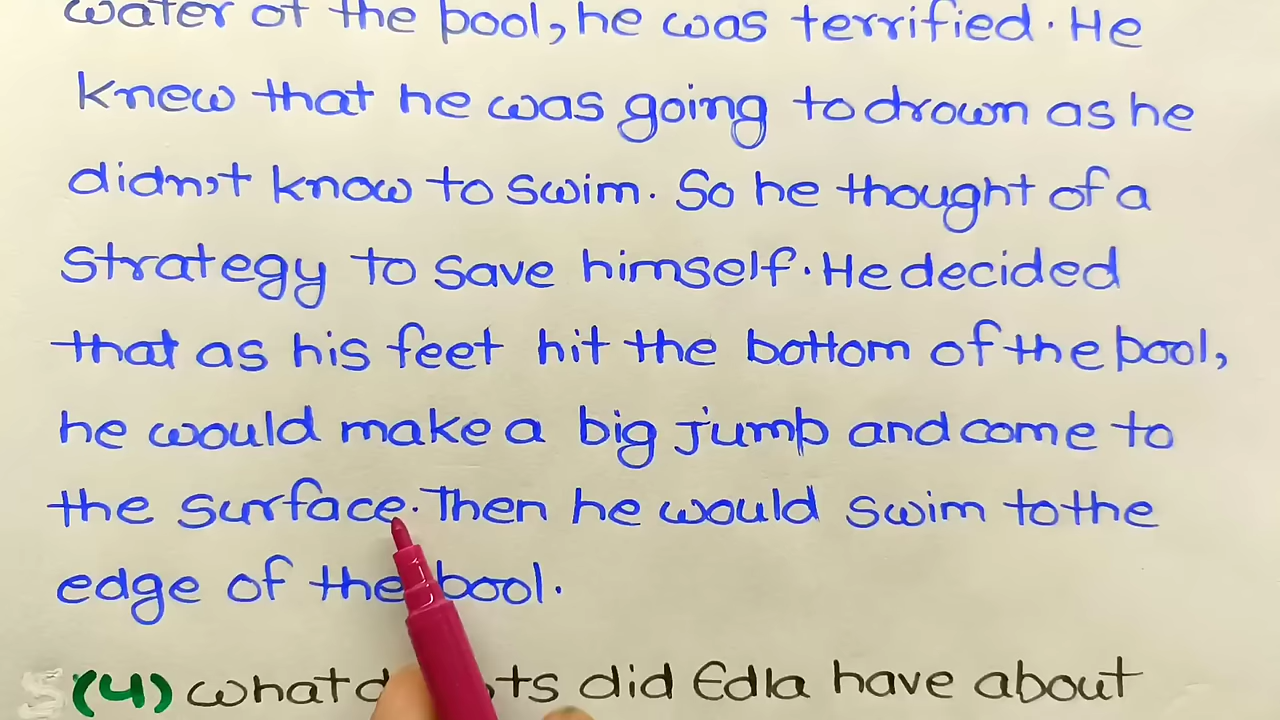 water of the pool, he was terrified. He
knew that he was going to drown as he
didn't know to swim. So he thought of a
strategy to save himself. He decided
that as his feet hit the bottom of the pool,
he would make a big jump and come to
the surface. Then he would swim to the
edge of the pool.
(4) what did Edla have about